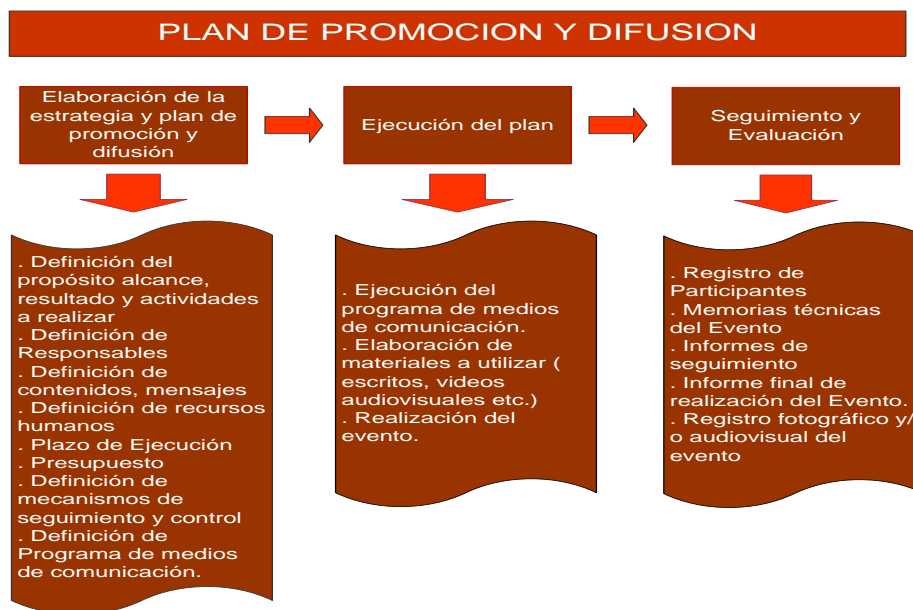 PLAN DE PROMOCION Y DIFUSION
Elaboración de la
estrategia y plan de
promoción y
difusión
Ejecución del plan
Seguimiento y
Evaluación
. Definición del
propósito alcance,
resultado y actividades
a realizar
. Definición de
Responsables
. Definición de
contenidos, mensajes
. Definición de recursos
humanos
. Plazo de Ejecución
. Presupuesto
. Definición de
mecanismos de
seguimiento y control
. Definición de
Programa de medios
de comunicación.
. Ejecución del
programa de medios
de comunicación.
. Elaboración de
materiales a utilizar (
escritos, videos
audiovisuales etc.)
. Realización del
evento.
. Registro de
Participantes
. Memorias técnicas
del Evento
. Informes de
seguimiento
. Informe final de
realización del Evento.
. Registro fotográfico y/
o audiovisual del
evento